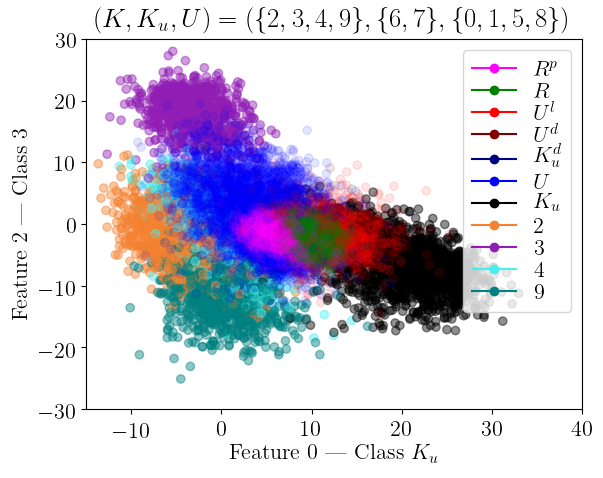 (K, K_u, U) = ({2, 3, 4, 9}, {6, 7}, {0, 1, 5, 8})
30
20
10
0
−10
−20
−30
Feature 2 — Class 3
R^p
R
U^l
U^d
K_u^d
U
K_u
2
3
4
9
−10
0
10
20
30
40
Feature 0 — Class K_u